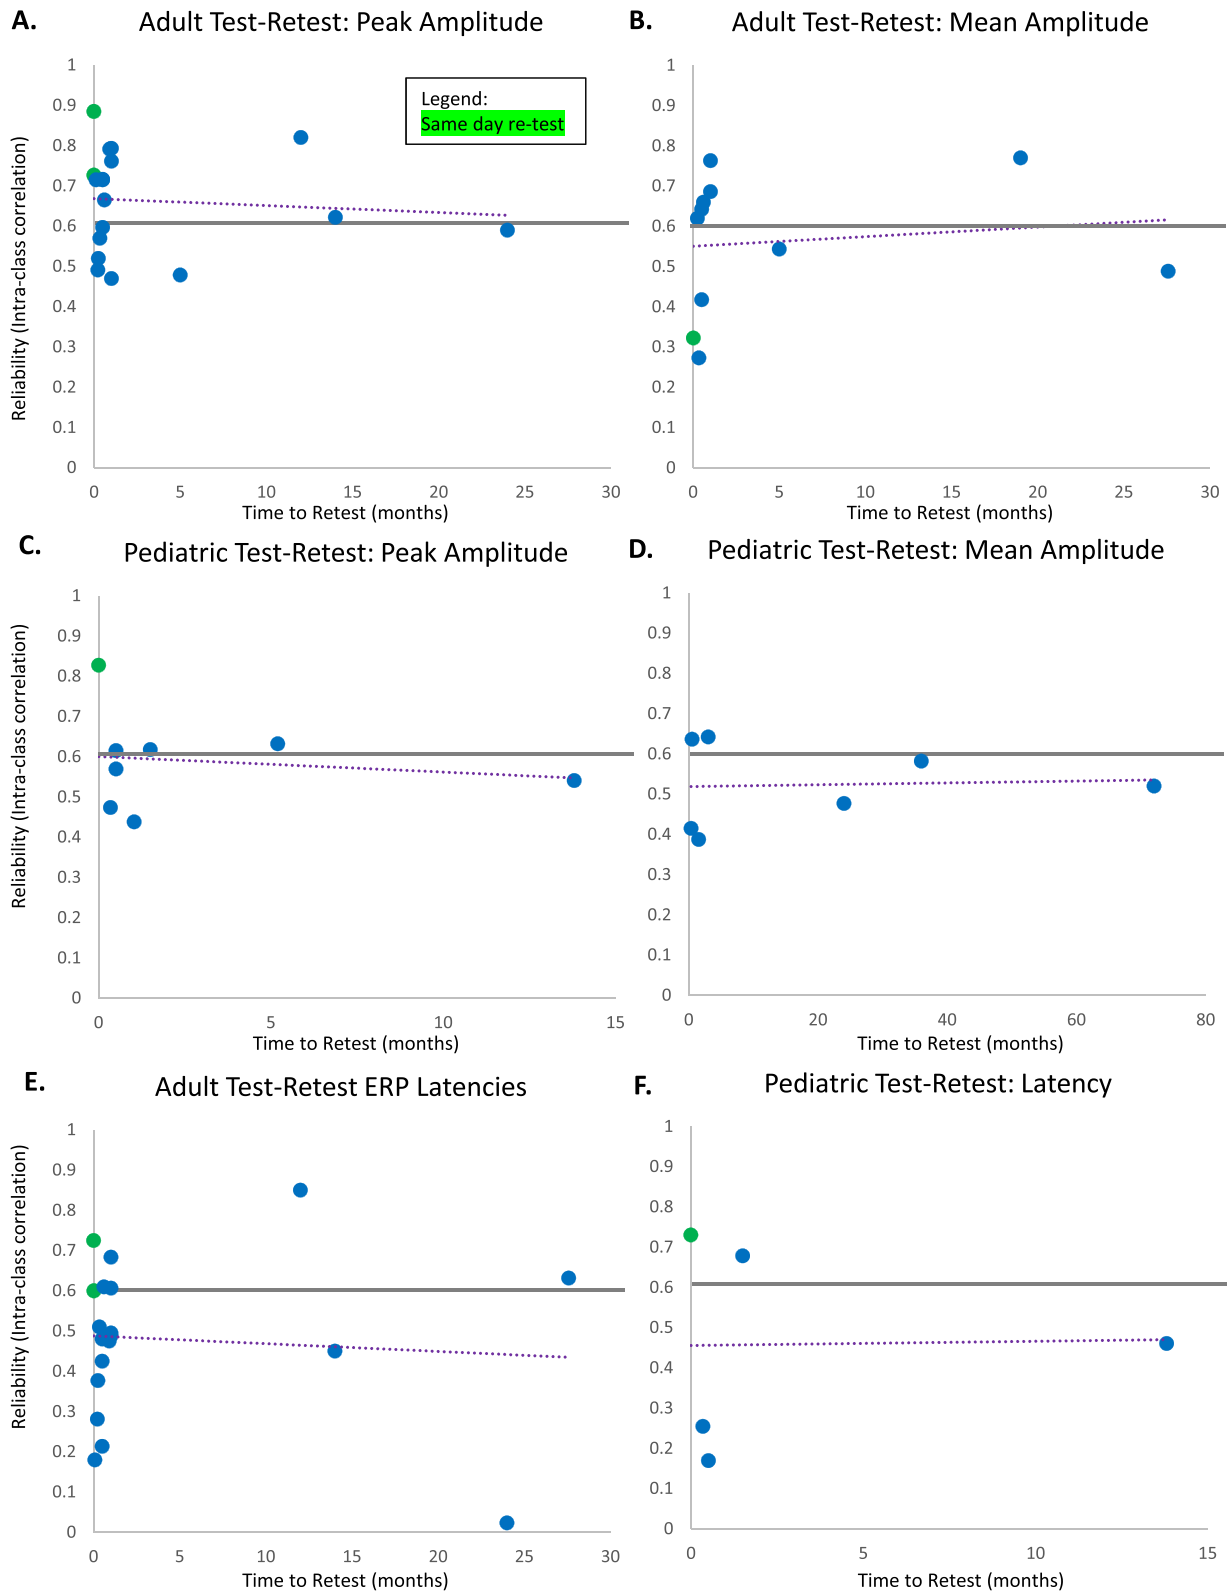 A.
Adult Test-Retest: Peak Amplitude
Reliability (Intra-class correlation)
1
0.9
0.8
0.7
0.6
0.5
0.4
0.3
0.2
0.1
0
Legend:
Same day re-test
0 5 10 15 20 25 30
Time to Retest (months)
B.
Adult Test-Retest: Mean Amplitude
1
0.9
0.8
0.7
0.6
0.5
0.4
0.3
0.2
0.1
0
0 5 10 15 20 25 30
Time to Retest (months)
C.
Pediatric Test-Retest: Peak Amplitude
Reliability (Intra-class correlation)
1
0.9
0.8
0.7
0.6
0.5
0.4
0.3
0.2
0.1
0
0 5 10 15
Time to Retest (months)
D.
Pediatric Test-Retest: Mean Amplitude
1
0.9
0.8
0.7
0.6
0.5
0.4
0.3
0.2
0.1
0
0 20 40 60 80
Time to Retest (months)
E.
Adult Test-Retest ERP Latencies
Reliability (Intra-class correlation)
1
0.9
0.8
0.7
0.6
0.5
0.4
0.3
0.2
0.1
0
0 5 10 15 20 25 30
Time to Retest (months)
F.
Pediatric Test-Retest: Latency
1
0.9
0.8
0.7
0.6
0.5
0.4
0.3
0.2
0.1
0
0 5 10 15
Time to Retest (months)